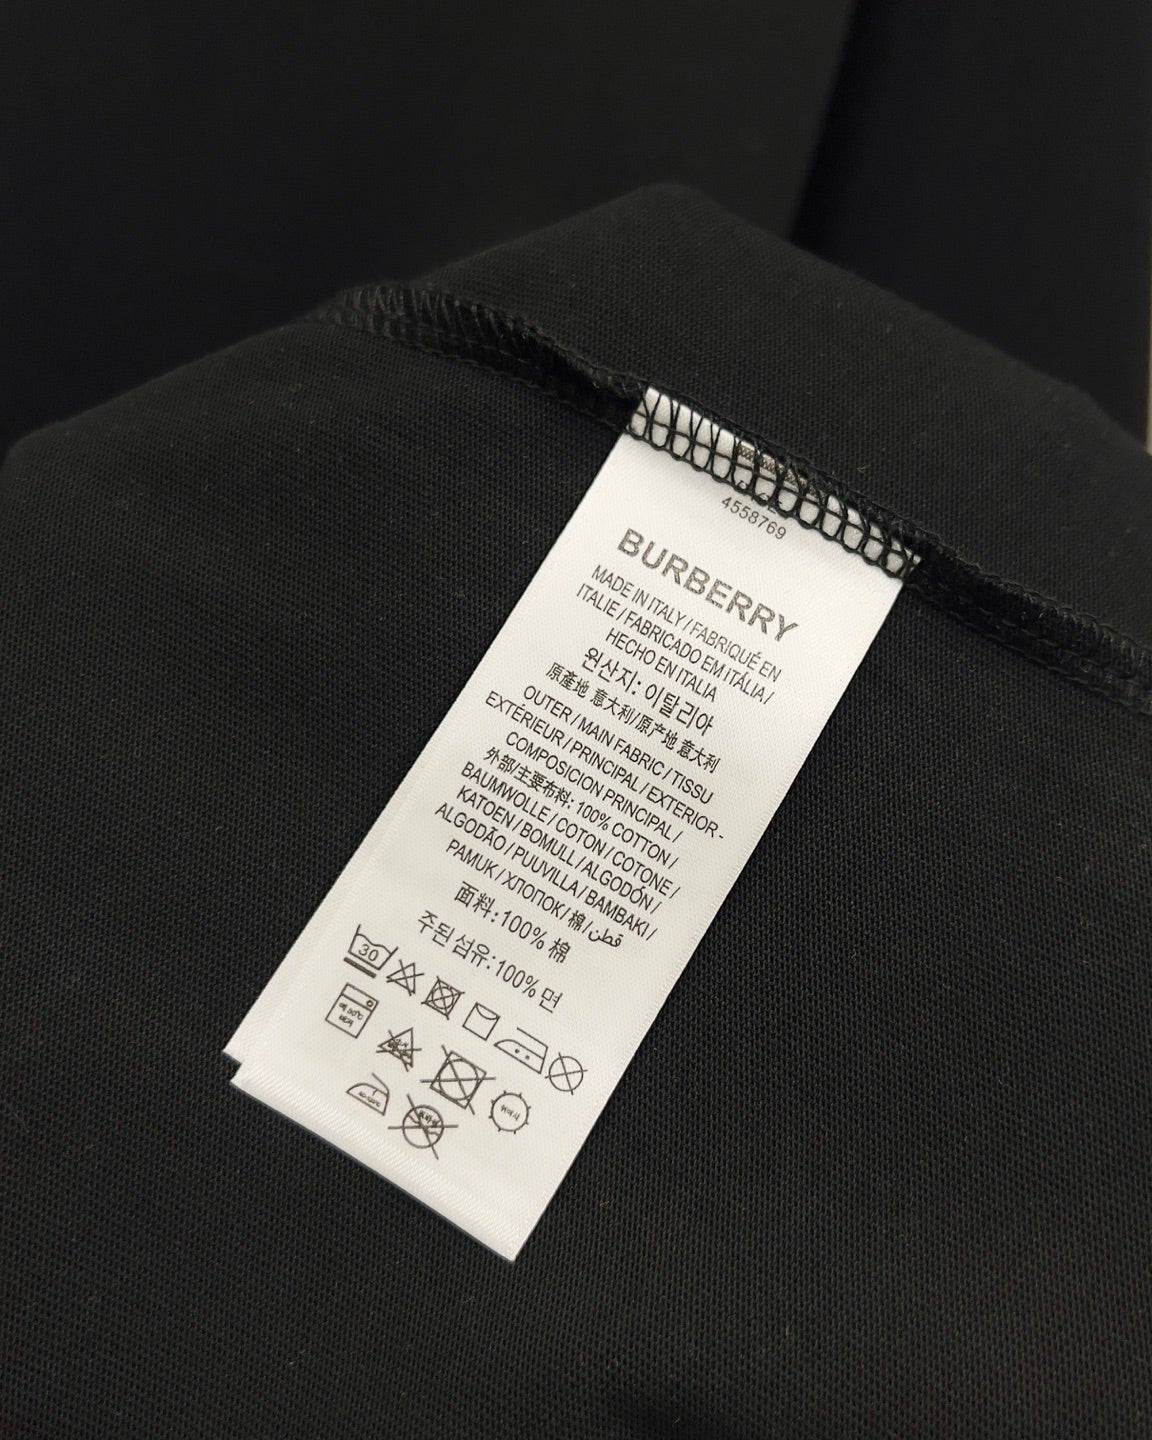 4558769
BURBERRY
MADE IN ITALY / FABRIQUÉ EN
ITALIE / FABRICADO EM ITÁLIA /
HECHO EN ITALIA
원산지: 이탈리아
原產地 意大利/原产地 意大利
OUTER / MAIN FABRIC / TISSU
EXTÉRIEUR / PRINCIPAL / EXTERIOR -
COMPOSICION PRINCIPAL /
外部/主要布料: 100% COTTON /
BAUMWOLLE / COTON / COTONE /
KATOEN / BOMULL / ALGODÓN /
ALGODÃO / PUUVILLA / BAMBAKI /
PAMUK / ХЛОПОК / 棉 / قطن
面料: 100% 棉
주된 섬유: 100% 면
30